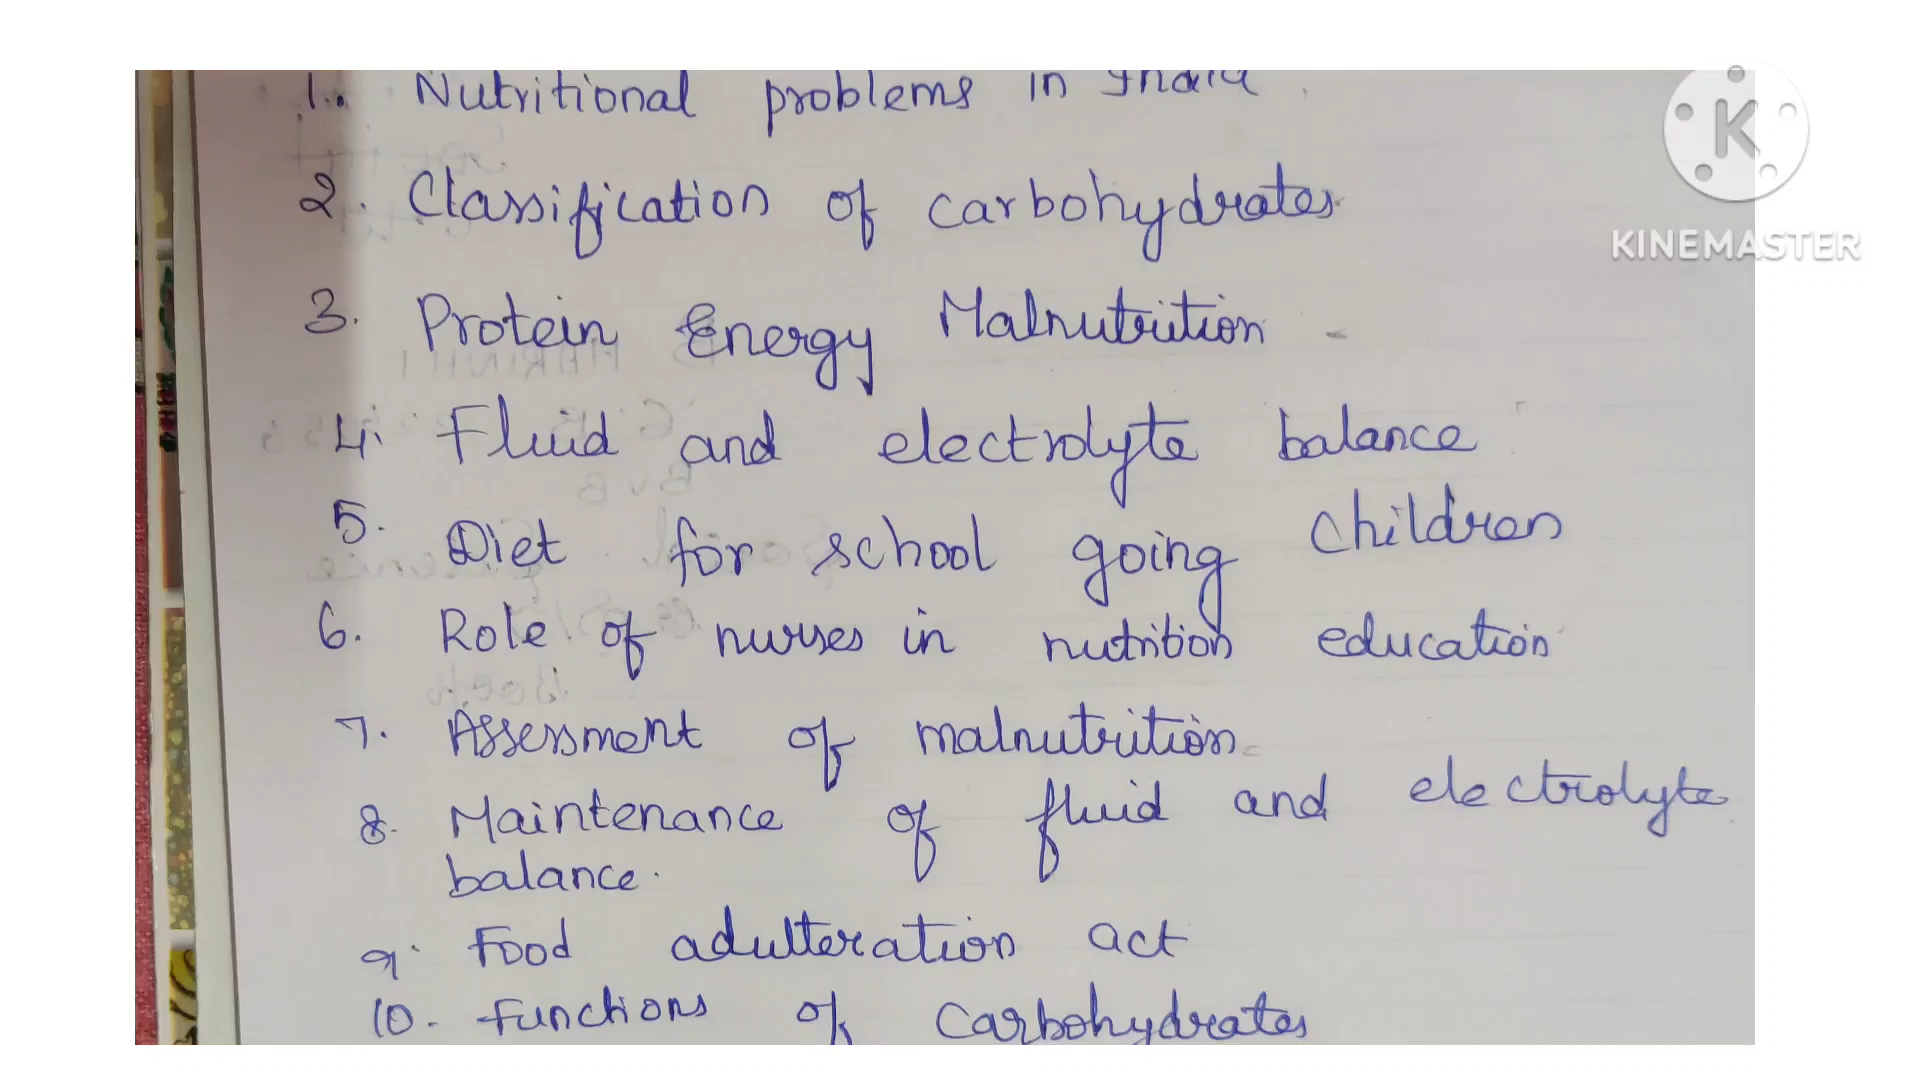 1. Nutritional problems in India
2. Classification of carbohydrates
3. Protein Energy Malnutrition
4. Fluid and electrolyte balance
5. Diet for school going children
6. Role of nurses in nutrition education
7. Assessment of malnutrition
8. Maintenance of fluid and electrolyte
balance.
9. Food adulteration act
10. Functions of carbohydrates
K
KINEMASTER